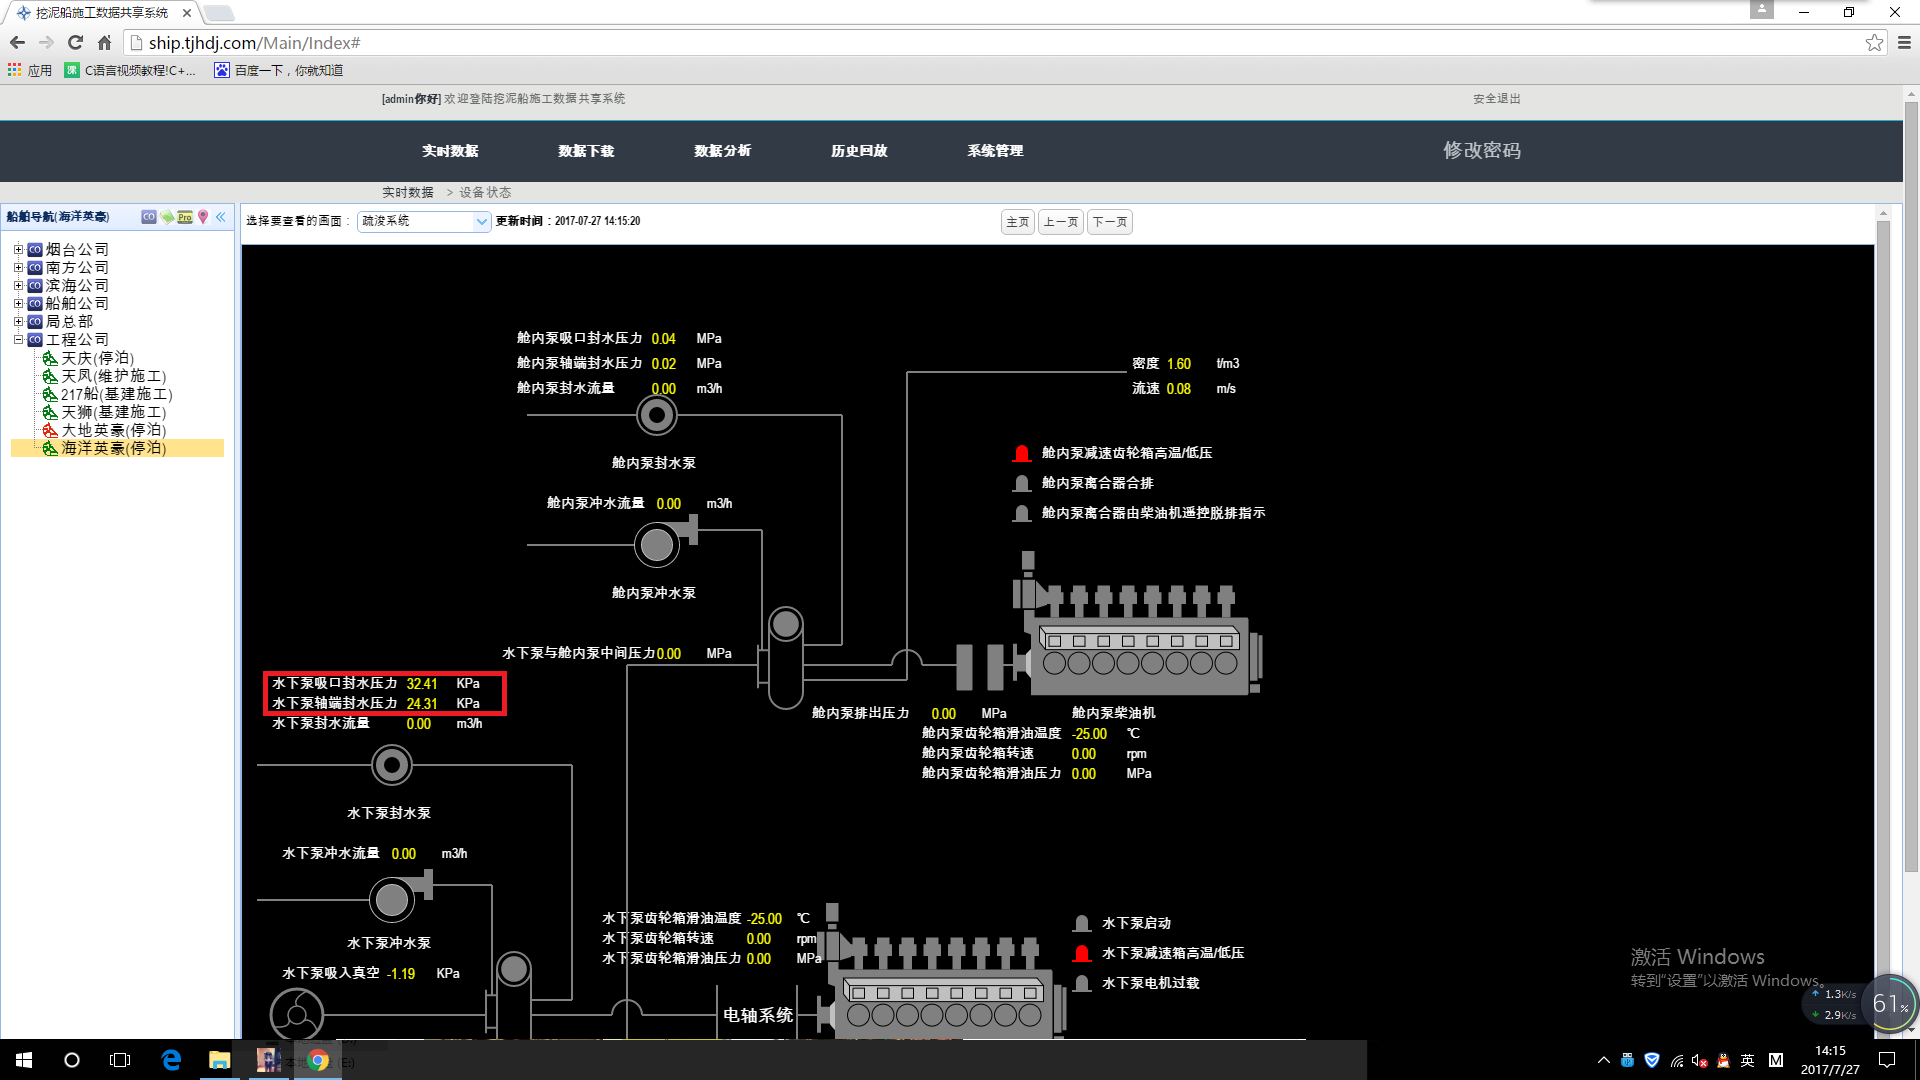 挖泥船施工数据共享系统
ship.tjhdj.com/Main/Index#
应用
C语言视频教程!C+...
百度一下，你就知道
[admin你好] 欢迎登陆挖泥船施工数据共享系统
安全退出
实时数据
数据下载
数据分析
历史回放
系统管理
修改密码
实时数据 > 设备状态
船舶导航(海洋英豪)
CO
Pro
选择要查看的画面：
疏浚系统
更新时间：2017-07-27 14:15:20
主页
上一页
下一页
CO 烟台公司
CO 南方公司
CO 滨海公司
CO 船舶公司
CO 局总部
CO 工程公司
天庆(停泊)
天凤(维护施工)
217船(基建施工)
天狮(基建施工)
大地英豪(停泊)
海洋英豪(停泊)
舱内泵吸口封水压力 0.04 MPa
舱内泵轴端封水压力 0.02 MPa
舱内泵封水流量 0.00 m3/h
密度 1.60 t/m3
流速 0.08 m/s
舱内泵封水泵
舱内泵减速齿轮箱高温/低压
舱内泵离合器合排
舱内泵离合器由柴油机遥控脱排指示
舱内泵冲水流量 0.00 m3/h
舱内泵冲水泵
水下泵与舱内泵中间压力 0.00 MPa
水下泵吸口封水压力 32.41 KPa
水下泵轴端封水压力 24.31 KPa
水下泵封水流量 0.00 m3/h
舱内泵排出压力 0.00 MPa
舱内泵柴油机
舱内泵齿轮箱滑油温度 -25.00 ℃
舱内泵齿轮箱转速 0.00 rpm
舱内泵齿轮箱滑油压力 0.00 MPa
水下泵封水泵
水下泵冲水流量 0.00 m3/h
水下泵冲水泵
水下泵吸入真空 -1.19 KPa
水下泵齿轮箱滑油温度 -25.00 ℃
水下泵齿轮箱转速 0.00 rpm
水下泵齿轮箱滑油压力 0.00 MPa
水下泵启动
水下泵减速箱高温/低压
水下泵电机过载
电轴系统
激活 Windows
转到“设置”以激活 Windows。
1.3K/s
2.9K/s
61%
英
M
14:15
2017/7/27